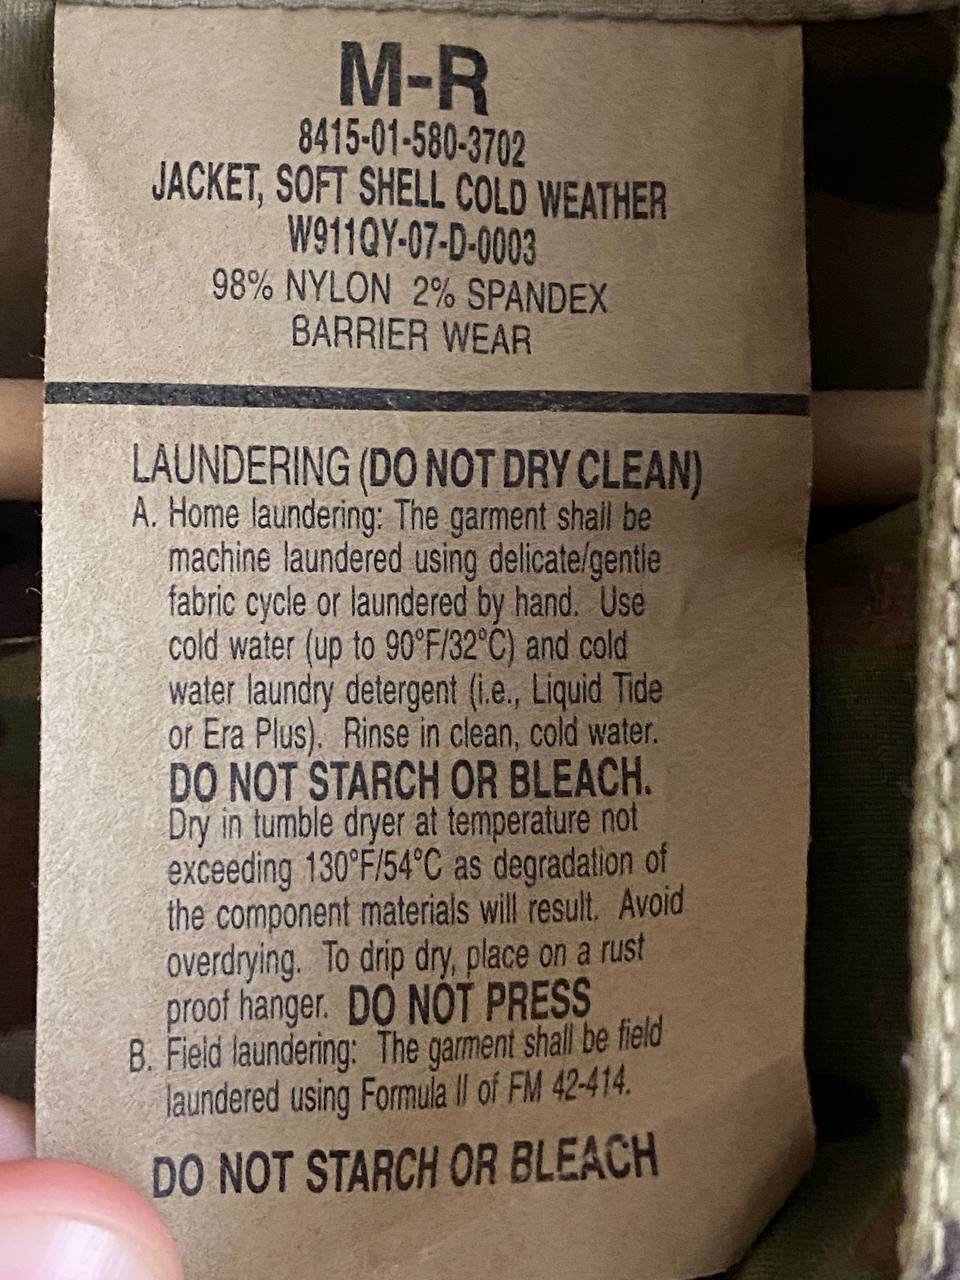 M-R
8415-01-580-3702
JACKET, SOFT SHELL COLD WEATHER
W911QY-07-D-0003
98% NYLON 2% SPANDEX
BARRIER WEAR
LAUNDERING (DO NOT DRY CLEAN)
A. Home laundering: The garment shall be
machine laundered using delicate/gentle
fabric cycle or laundered by hand. Use
cold water (up to 90°F/32°C) and cold
water laundry detergent (i.e., Liquid Tide
or Era Plus). Rinse in clean, cold water.
DO NOT STARCH OR BLEACH.
Dry in tumble dryer at temperature not
exceeding 130°F/54°C as degradation of
the component materials will result. Avoid
overdrying. To drip dry, place on a rust
proof hanger. DO NOT PRESS
B. Field laundering: The garment shall be field
laundered using Formula II of FM 42-414.
DO NOT STARCH OR BLEACH